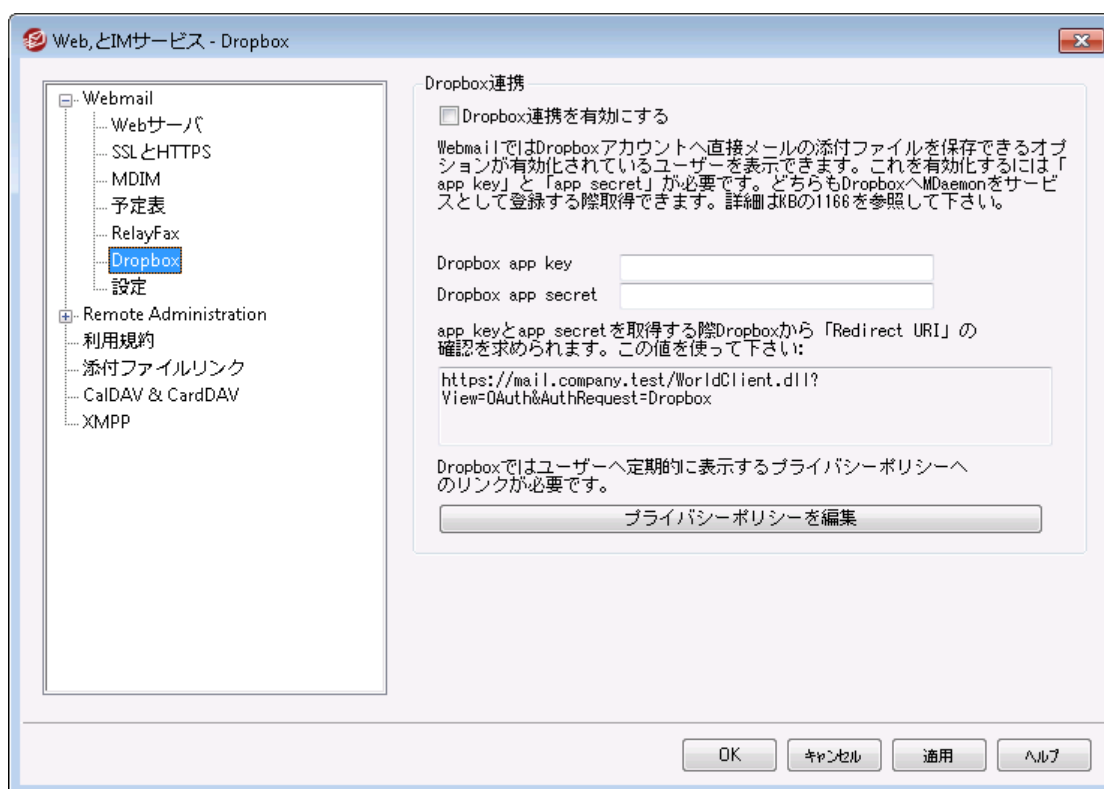 Web,とIMサービス - Dropbox
Webmail
Webサーバ
SSLとHTTPS
MDIM
予定表
RelayFax
Dropbox
設定
Remote Administration
利用規約
添付ファイルリンク
CalDAV & CardDAV
XMPP
Dropbox連携
Dropbox連携を有効にする
WebmailではDropboxアカウントへ直接メールの添付ファイルを保存できるオプ
ションが有効化されているユーザーを表示できます。これを有効化するには「
app key」と「app secret」が必要です。どちらもDropboxへMDaemonをサービ
スとして登録する際取得できます。詳細はKBの1166を参照して下さい。
Dropbox app key
Dropbox app secret
app keyとapp secretを取得する際Dropboxから「Redirect URI」の
確認を求められます。この値を使って下さい:
https://mail.company.test/WorldClient.dll?
View=OAuth&AuthRequest=Dropbox
Dropboxではユーザーへ定期的に表示するプライバシーポリシーへ
のリンクが必要です。
プライバシーポリシーを編集
OK
キャンセル
適用
ヘルプ